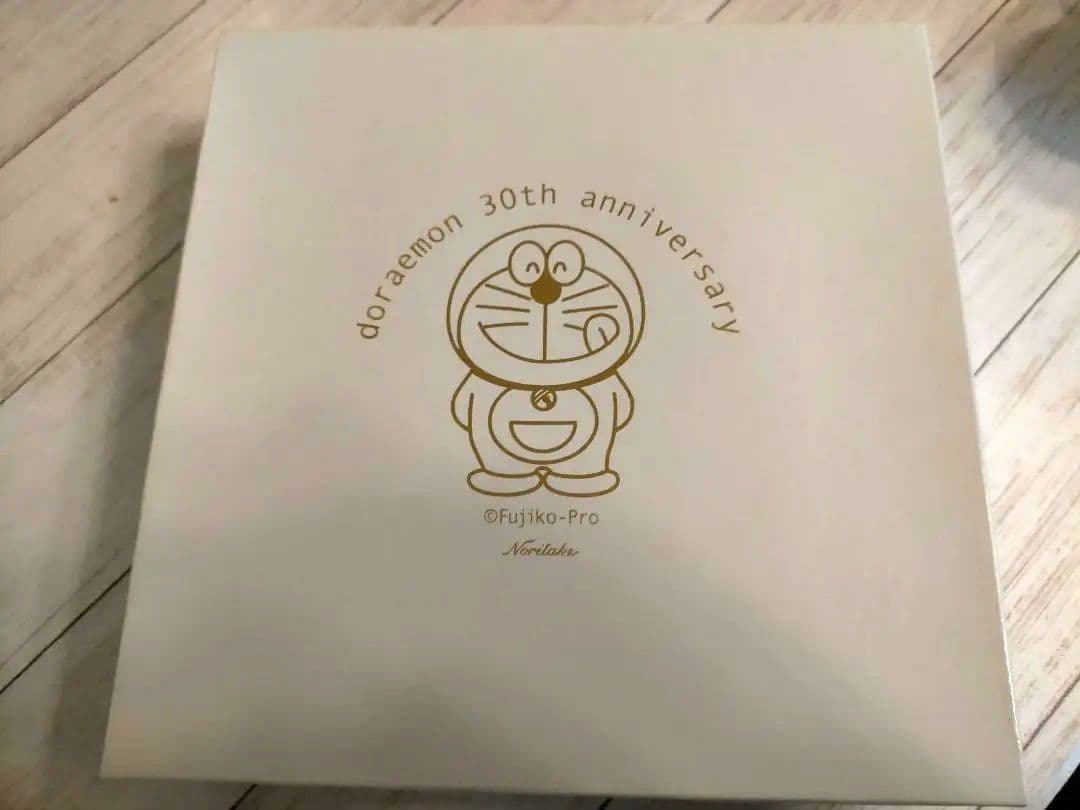 doraemon 30th anniversary
©Fujiko-Pro
Noritake